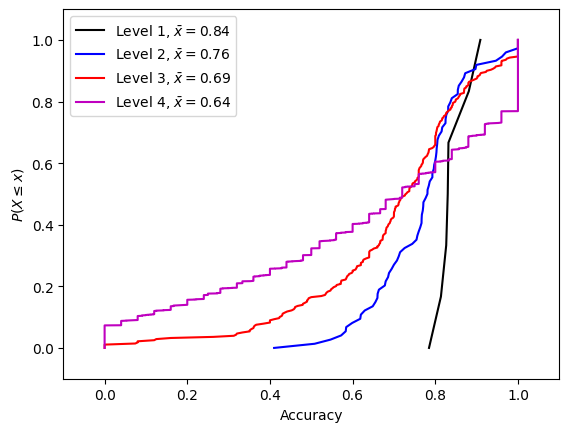 Level 1, x̄ = 0.84
Level 2, x̄ = 0.76
Level 3, x̄ = 0.69
Level 4, x̄ = 0.64
P(X ≤ x)
1.0
0.8
0.6
0.4
0.2
0.0
0.0 0.2 0.4 0.6 0.8 1.0
Accuracy